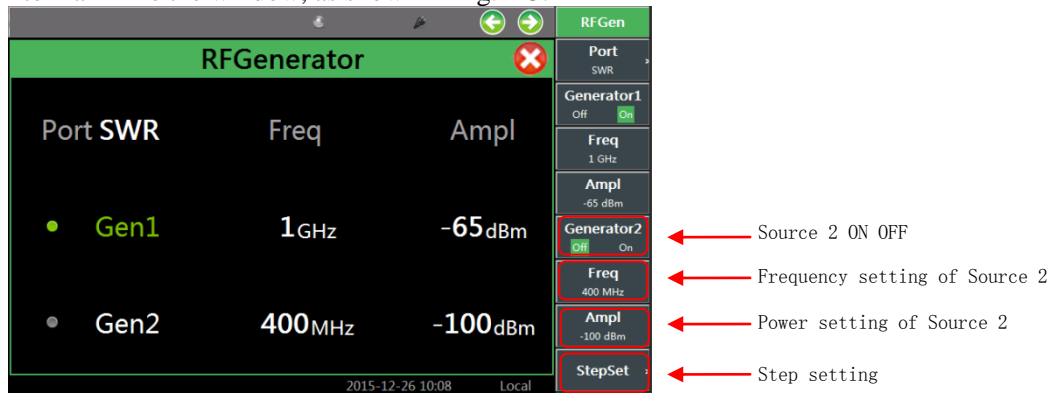 RFGenerator
Port SWR Freq Ampl
Gen1 1GHz -65dBm
Gen2 400MHz -100dBm
2015-12-26 10:08 Local
RFGen
Port
SWR
Generator1
Off On
Freq
1 GHz
Ampl
-65 dBm
Generator2
Off On
Freq
400 MHz
Ampl
-100 dBm
StepSet
Source 2 ON OFF
Frequency setting of Source 2
Power setting of Source 2
Step setting